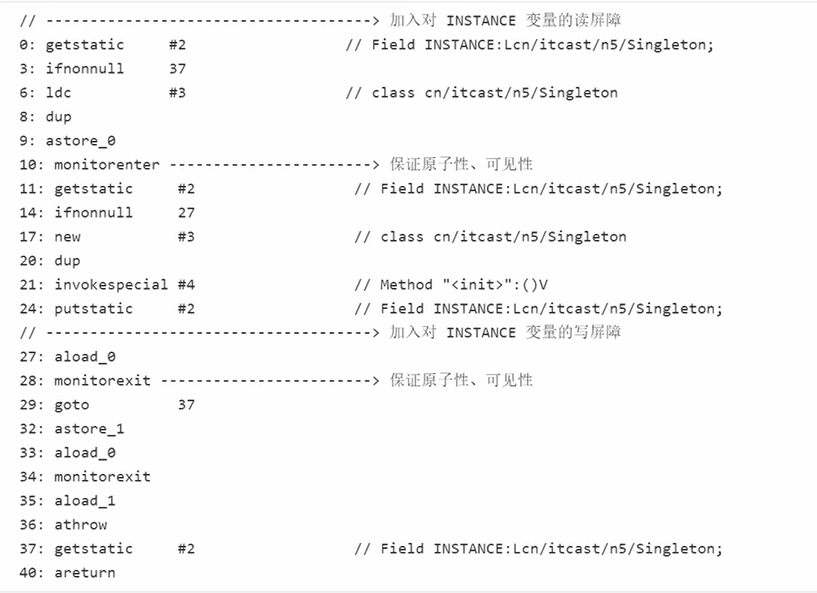 // -------------------------------------> 加入对 INSTANCE 变量的读屏障
0: getstatic     #2                 // Field INSTANCE:Lcn/itcast/n5/Singleton;
3: ifnonnull     37
6: ldc           #3                 // class cn/itcast/n5/Singleton
8: dup
9: astore_0
10: monitorenter -----------------------> 保证原子性、可见性
11: getstatic     #2                 // Field INSTANCE:Lcn/itcast/n5/Singleton;
14: ifnonnull     27
17: new           #3                 // class cn/itcast/n5/Singleton
20: dup
21: invokespecial #4                 // Method "<init>":()V
24: putstatic     #2                 // Field INSTANCE:Lcn/itcast/n5/Singleton;
// -------------------------------------> 加入对 INSTANCE 变量的写屏障
27: aload_0
28: monitorexit ------------------------> 保证原子性、可见性
29: goto          37
32: astore_1
33: aload_0
34: monitorexit
35: aload_1
36: athrow
37: getstatic     #2                 // Field INSTANCE:Lcn/itcast/n5/Singleton;
40: areturn